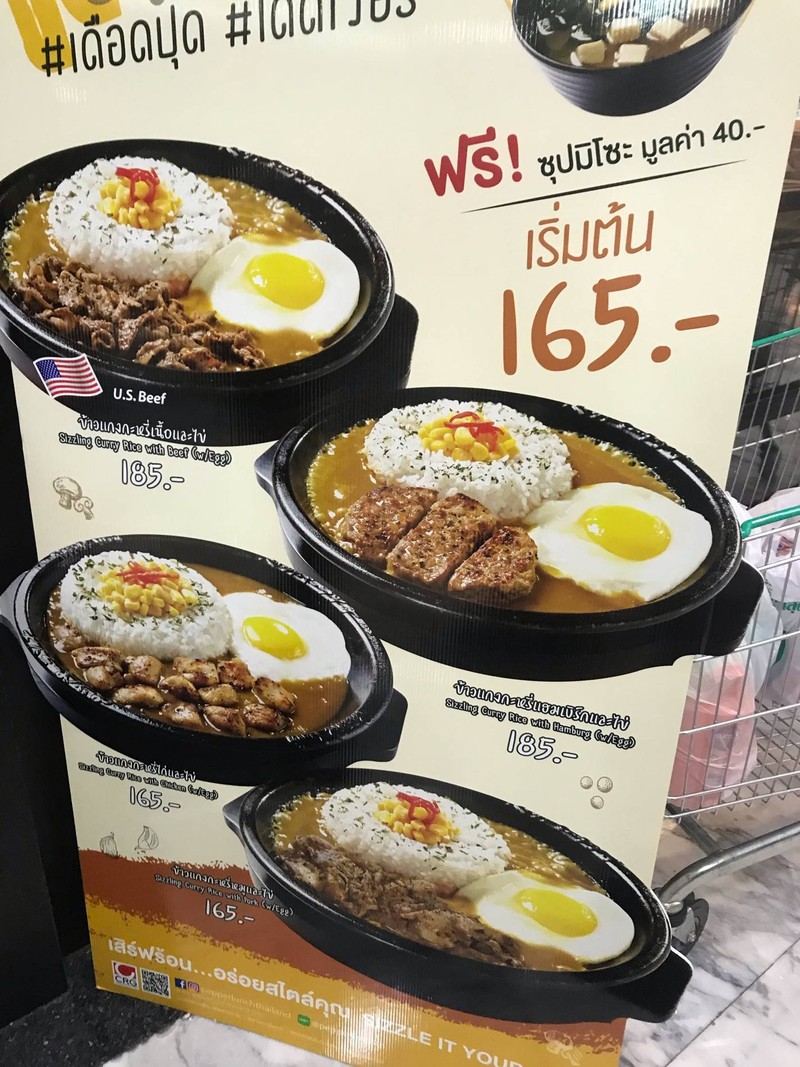 #เดือดปุด
ฟรี! ซุปมิโซะ มูลค่า 40.-
เริ่มต้น
165.-
U.S. Beef
ข้าวแกงกะหรี่เนื้อและไข่
Sizzling Curry Rice with Beef (w/Egg)
185.-
ข้าวแกงกะหรี่แฮมเบิร์กและไข่
Sizzling Curry Rice with Hamburg (w/Egg)
185.-
ข้าวแกงกะหรี่ไก่และไข่
Sizzling Curry Rice with Chicken (w/Egg)
165.-
ข้าวแกงกะหรี่หมูและไข่
Sizzling Curry Rice with Pork (w/Egg)
165.-
เสิร์ฟร้อน...อร่อยสไตล์คุณ SIZZLE IT YOUR
CRG